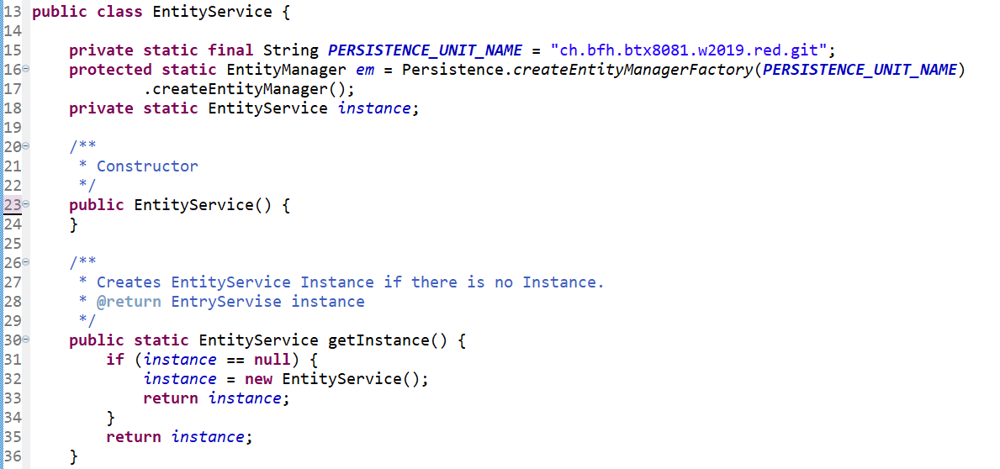 13 public class EntityService {
14
15     private static final String PERSISTENCE_UNIT_NAME = "ch.bfh.btx8081.w2019.red.git";
16     protected static EntityManager em = Persistence.createEntityManagerFactory(PERSISTENCE_UNIT_NAME)
17             .createEntityManager();
18     private static EntityService instance;
19
20     /**
21      * Constructor
22      */
23     public EntityService() {
24     }
25
26     /**
27      * Creates EntityService Instance if there is no Instance.
28      * @return EntryServise instance
29      */
30     public static EntityService getInstance() {
31         if (instance == null) {
32             instance = new EntityService();
33             return instance;
34         }
35         return instance;
36     }